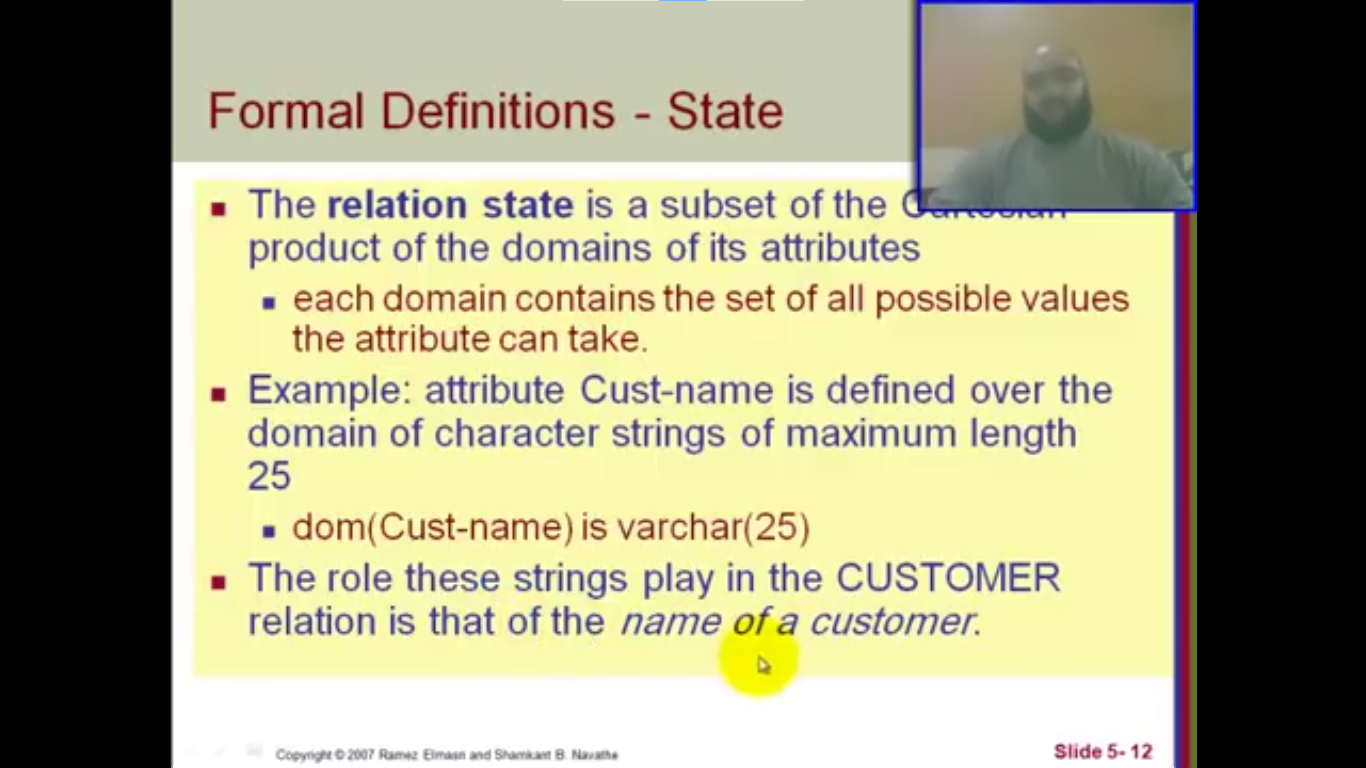 Formal Definitions - State
The relation state is a subset of the Cartesian
product of the domains of its attributes
each domain contains the set of all possible values
the attribute can take.
Example: attribute Cust-name is defined over the
domain of character strings of maximum length
25
dom(Cust-name) is varchar(25)
The role these strings play in the CUSTOMER
relation is that of the name of a customer.
Copyright © 2007 Ramez Elmasri and Shamkant B. Navathe
Slide 5- 12